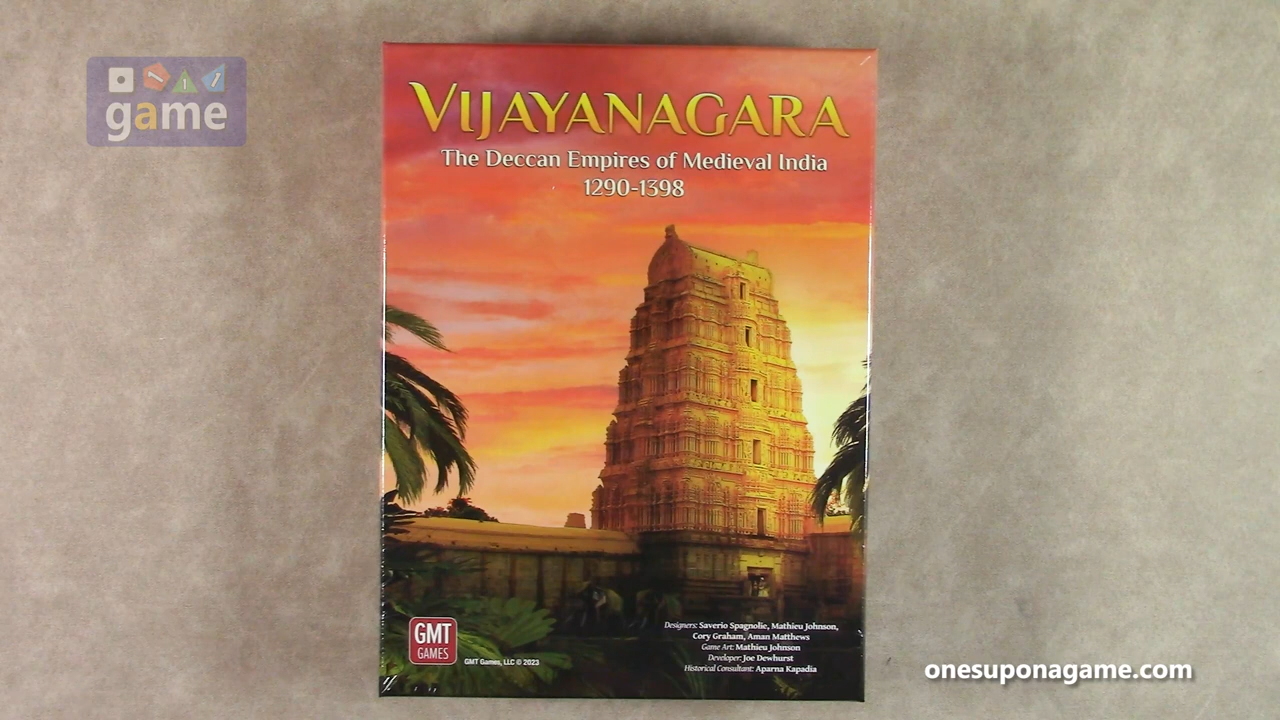 game
VIJAYANAGARA
The Deccan Empires of Medieval India
1290-1398
Designers: Saverio Spagnolie, Mathieu Johnson,
Cory Graham, Aman Matthews
Game Art: Mathieu Johnson
Developer: Joe Dewhurst
Historical Consultant: Aparna Kapadia
GMT
GAMES
GMT Games, LLC © 2023
onesuponagame.com